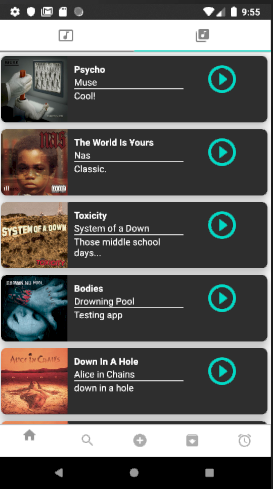 9:55
Psycho
Muse
Cool!
The World Is Yours
Nas
Classic.
Toxicity
System of a Down
Those middle school
days...
SYSTEM OF A DOWN
Bodies
Drowning Pool
Testing app
Down In A Hole
Alice in Chains
down in a hole
ALICE IN CHAINS